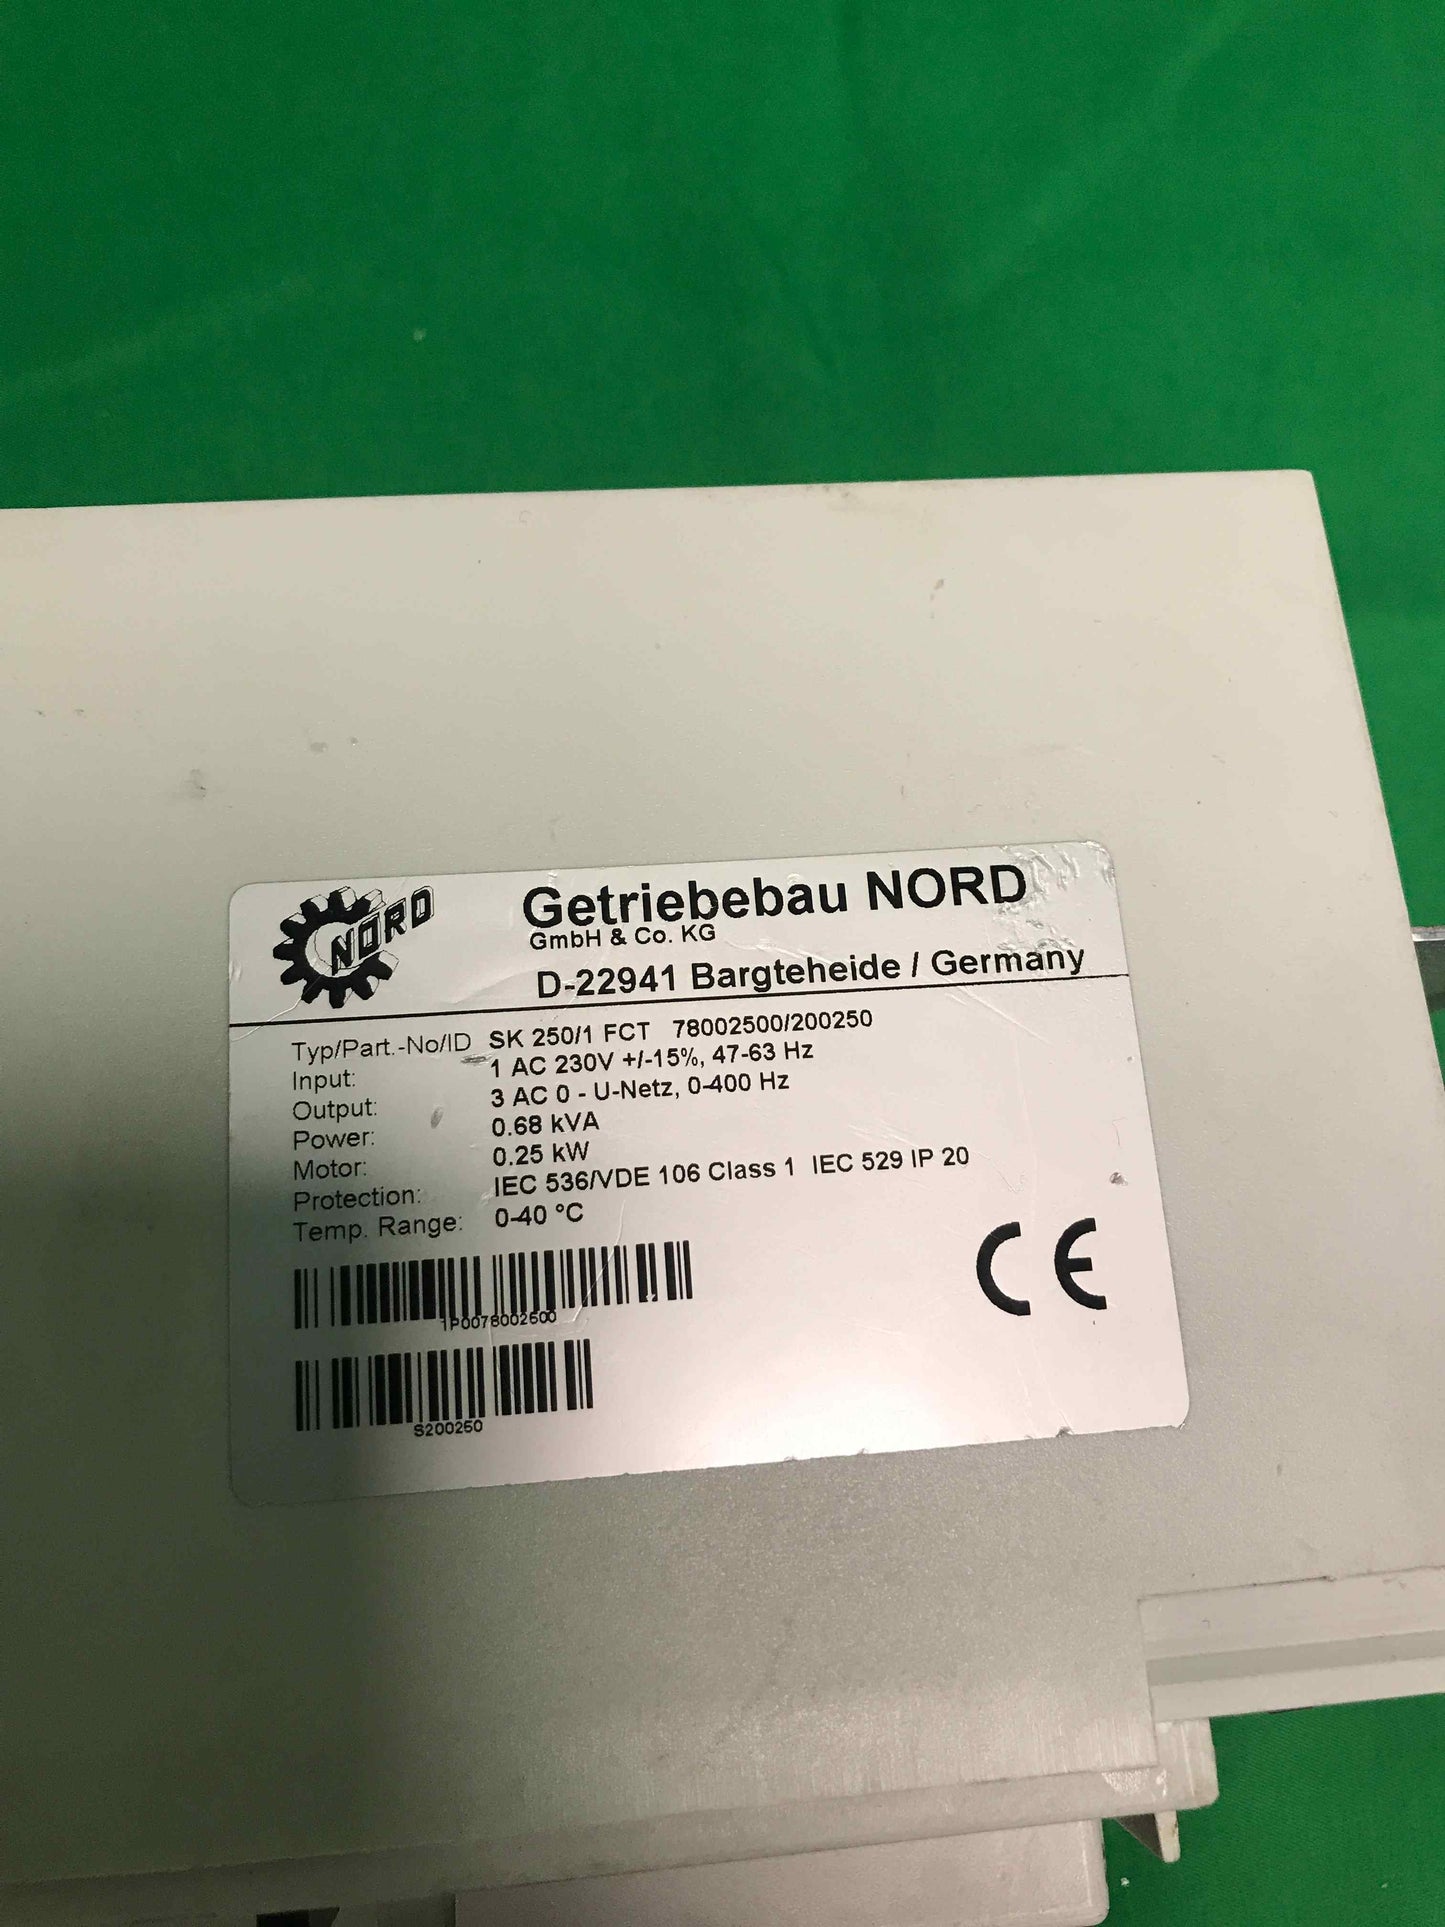 NORD
Getriebebau NORD
GmbH & Co. KG
D-22941 Bargteheide / Germany
Typ/Part.-No/ID SK 250/1 FCT 78002500/200250
Input: 1 AC 230V +/-15%, 47-63 Hz
Output: 3 AC 0 - U-Netz, 0-400 Hz
Power: 0.68 kVA
Motor: 0.25 kW
Protection: IEC 536/VDE 106 Class 1 IEC 529 IP 20
Temp. Range: 0-40 °C
CE
1P0078002500
S200250